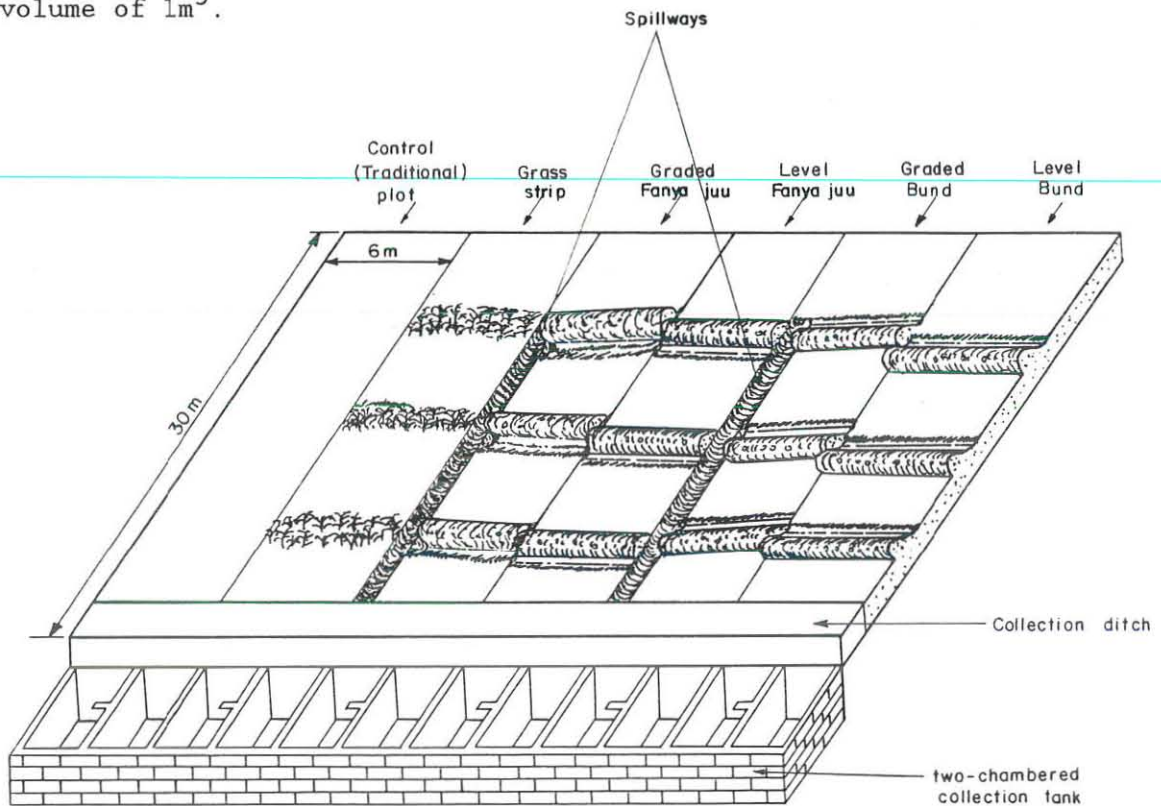 volume of 1m³.
Spillways
Control
(Traditional)
plot
Grass
strip
Graded
Fanya juu
Level
Fanya juu
Graded
Bund
Level
Bund
6m
30m
Collection ditch
two-chambered
collection tank